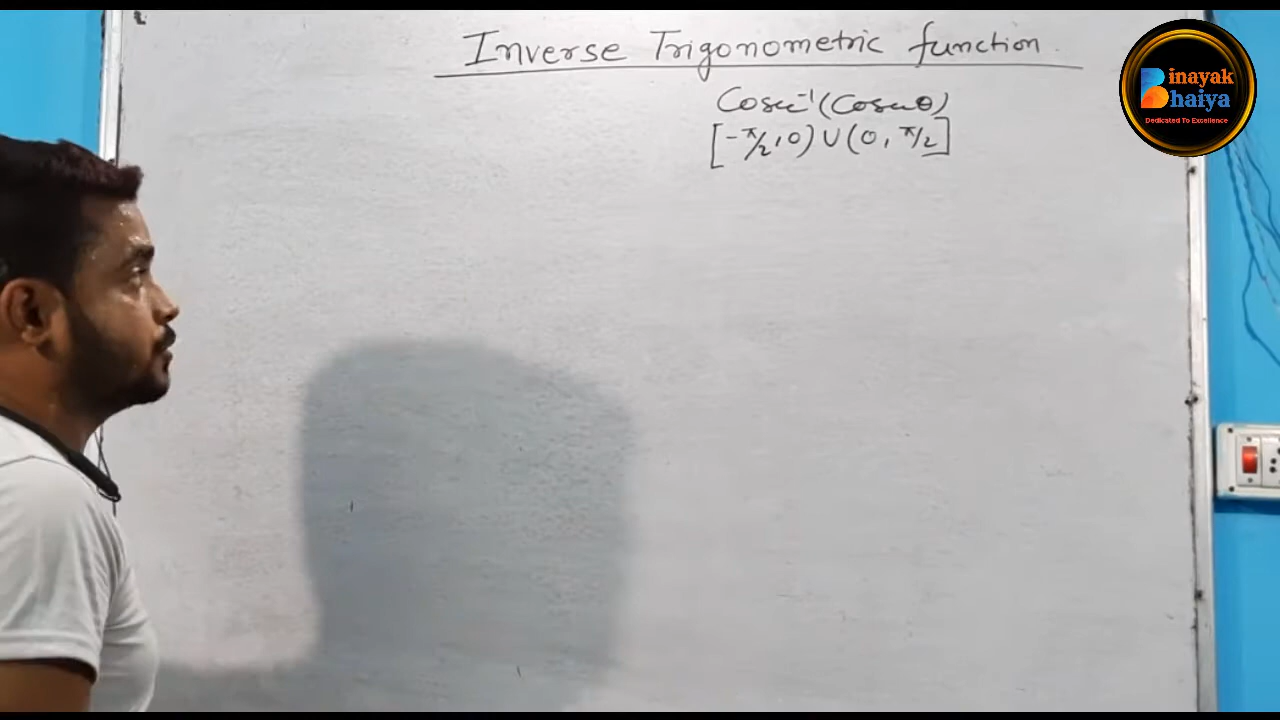 Inverse Trigonometric function.
Cosec⁻¹(Cosecθ)
[-π/2, 0) ∪ (0, π/2]
Binayak
Bhaiya
Dedicated To Excellence